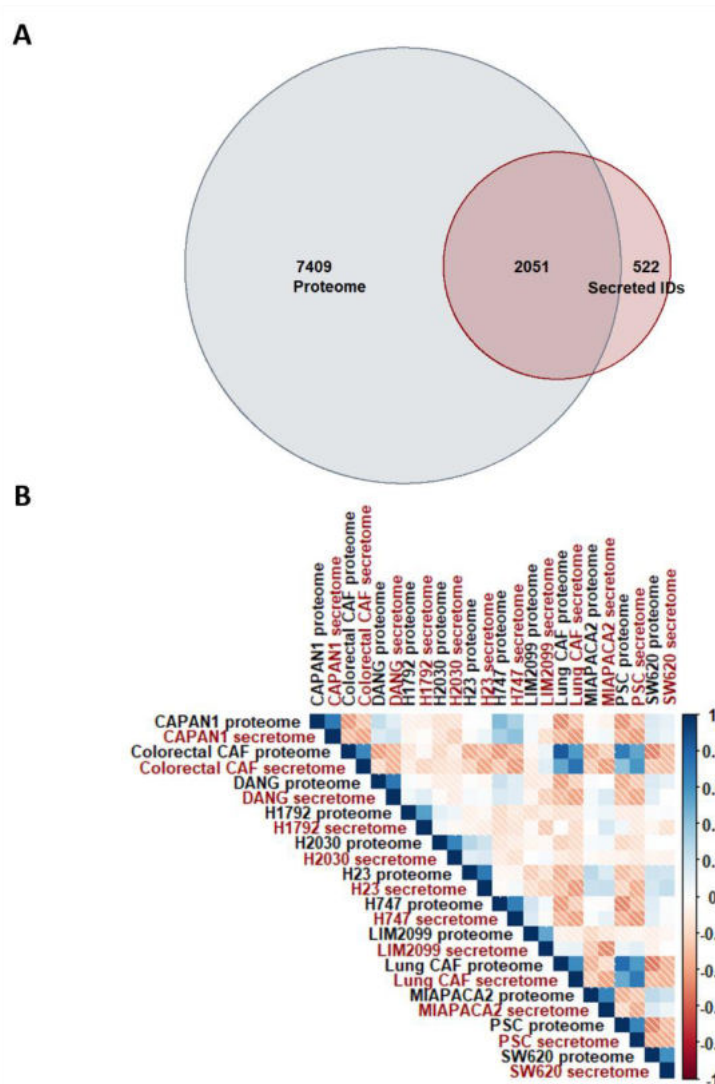 A
7409
Proteome
2051
522
Secreted IDs
B
CAPAN1 proteome
CAPAN1 secretome
Colorectal CAF proteome
Colorectal CAF secretome
DANG proteome
DANG secretome
H1792 proteome
H1792 secretome
H2030 proteome
H2030 secretome
H23 proteome
H23 secretome
H747 proteome
H747 secretome
LIM2099 proteome
LIM2099 secretome
Lung CAF proteome
Lung CAF secretome
MIAPACA2 proteome
MIAPACA2 secretome
PSC proteome
PSC secretome
SW620 proteome
SW620 secretome
CAPAN1 proteome
CAPAN1 secretome
Colorectal CAF proteome
Colorectal CAF secretome
DANG proteome
DANG secretome
H1792 proteome
H1792 secretome
H2030 proteome
H2030 secretome
H23 proteome
H23 secretome
H747 proteome
H747 secretome
LIM2099 proteome
LIM2099 secretome
Lung CAF proteome
Lung CAF secretome
MIAPACA2 proteome
MIAPACA2 secretome
PSC proteome
PSC secretome
SW620 proteome
SW620 secretome
1
0